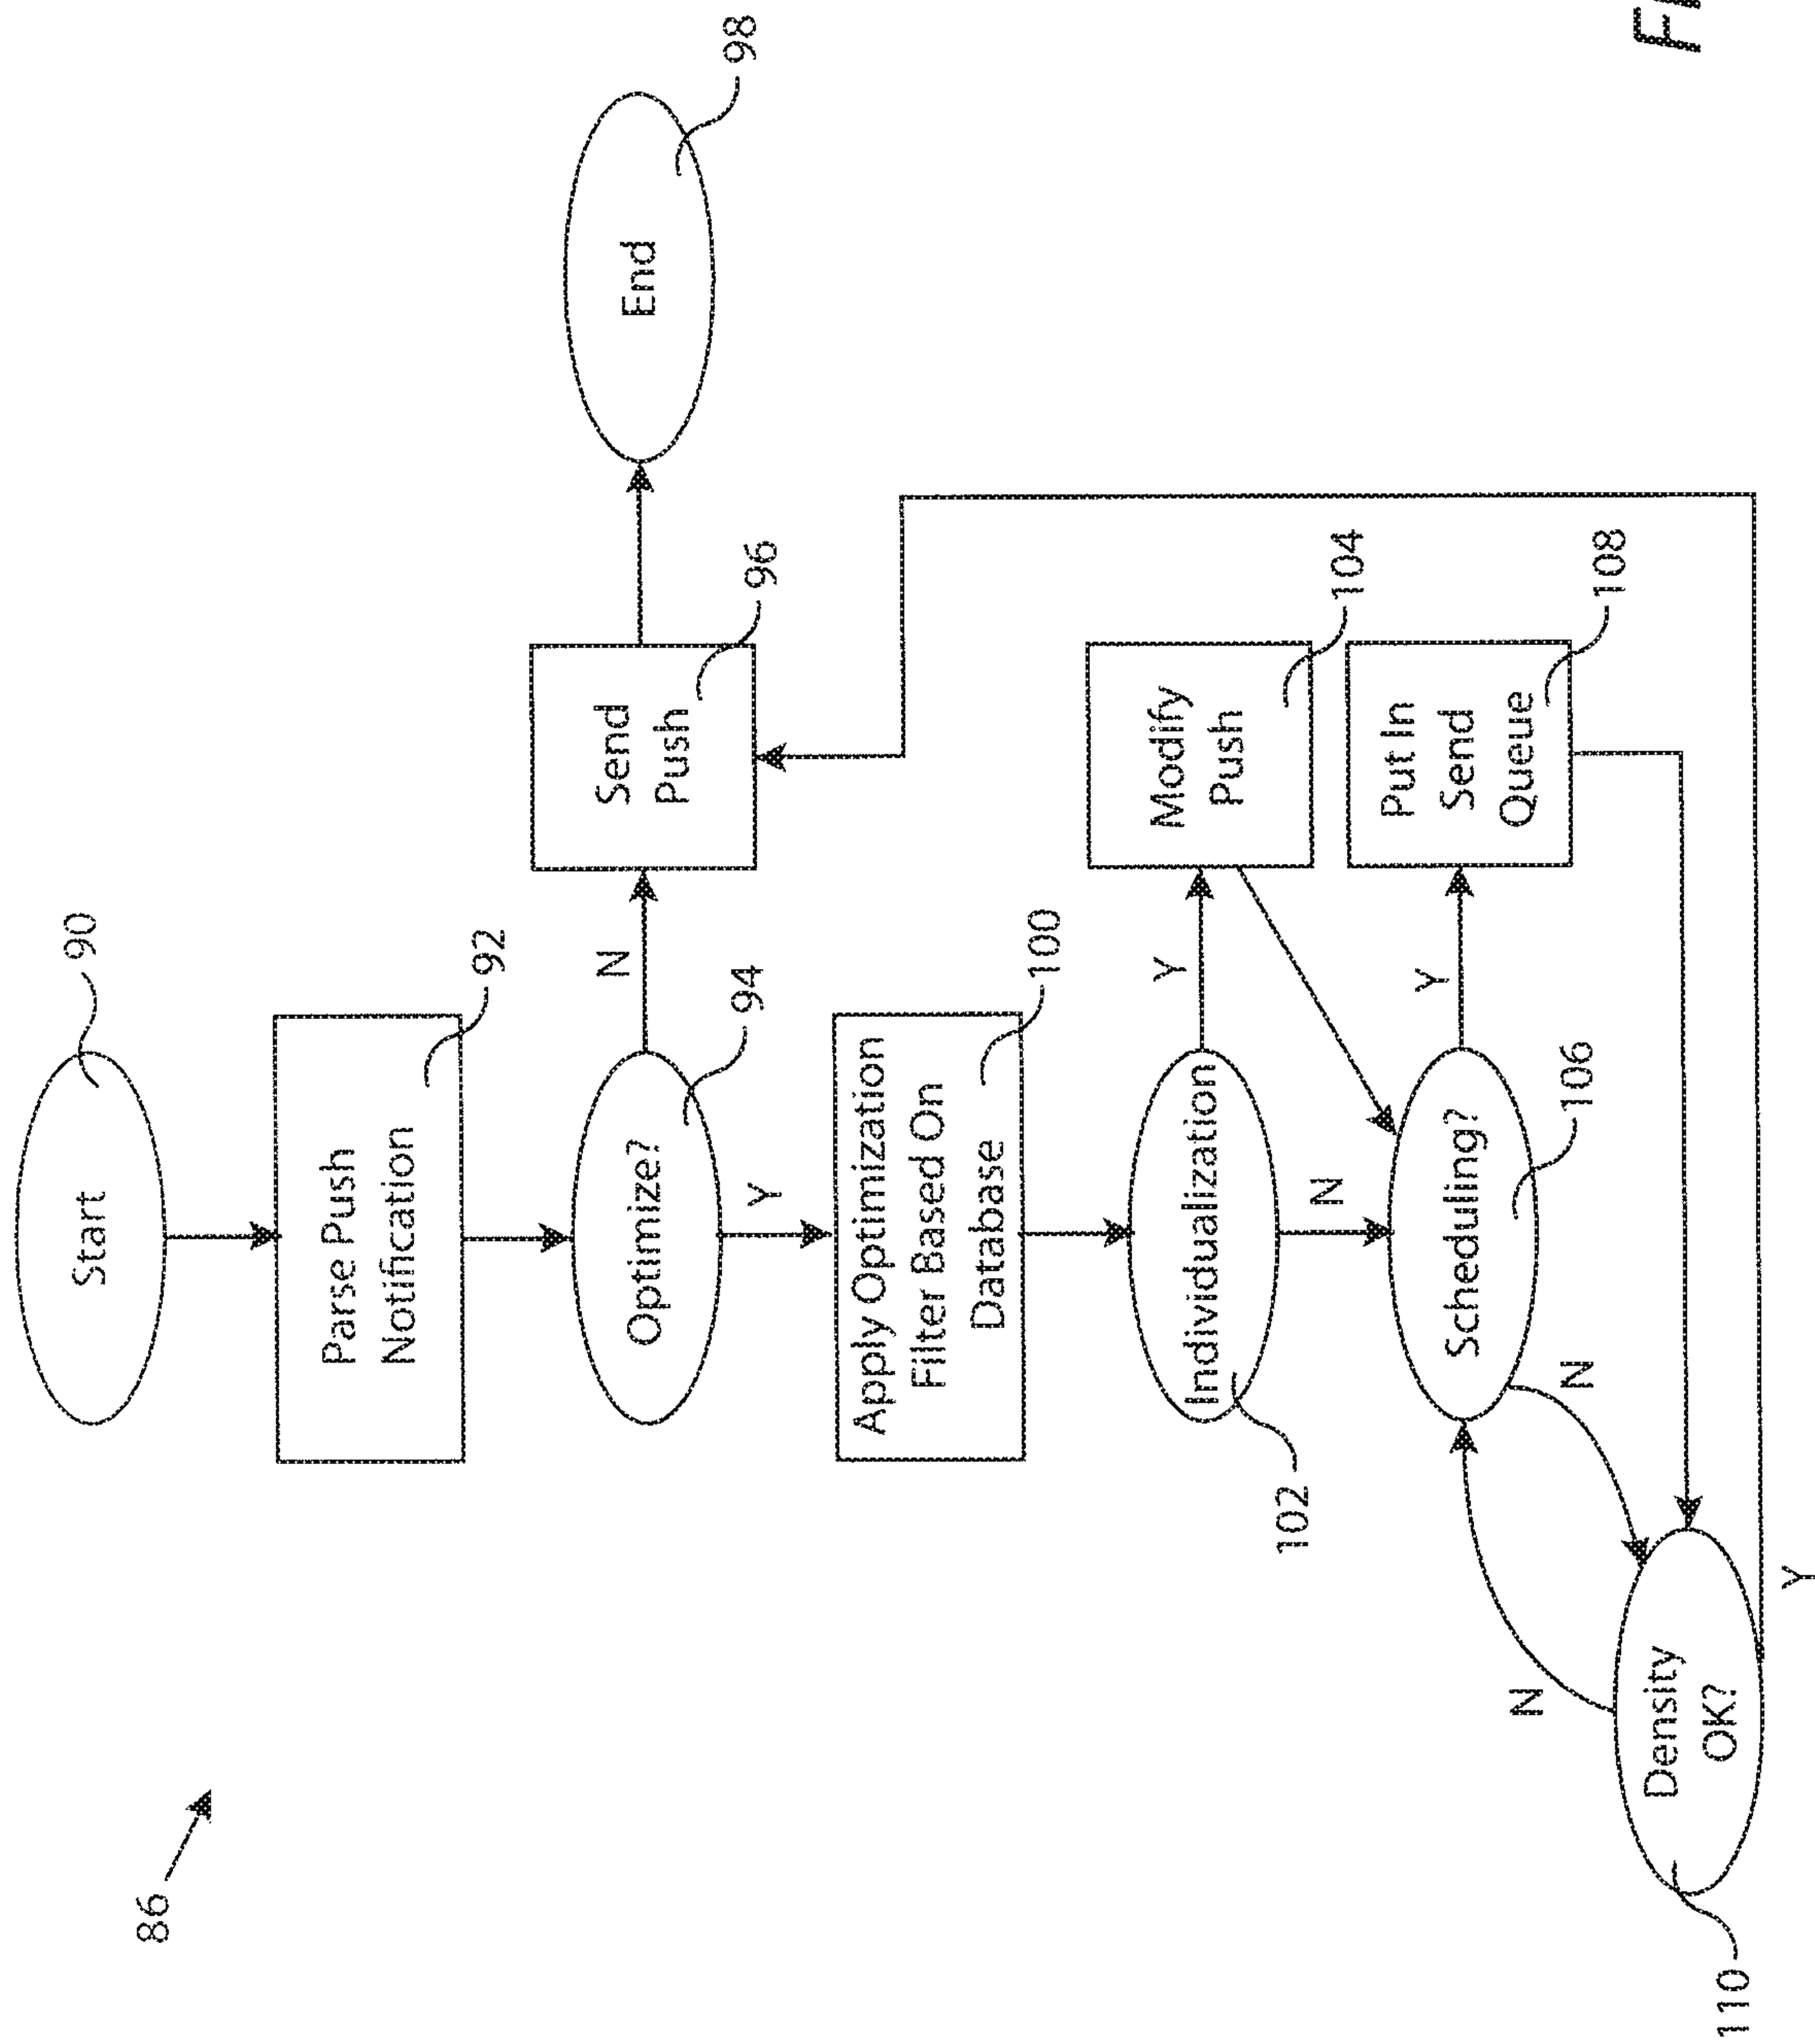 86
Start
90
Parse Push
Notification
92
Optimize?
94
N
Send
Push
96
End
98
Y
Apply Optimization
Filter Based On
Database
100
Individualization
102
Y
Modify
Push
104
N
Scheduling?
106
Y
Put In
Send
Queue
108
N
N
Density
OK?
110
Y